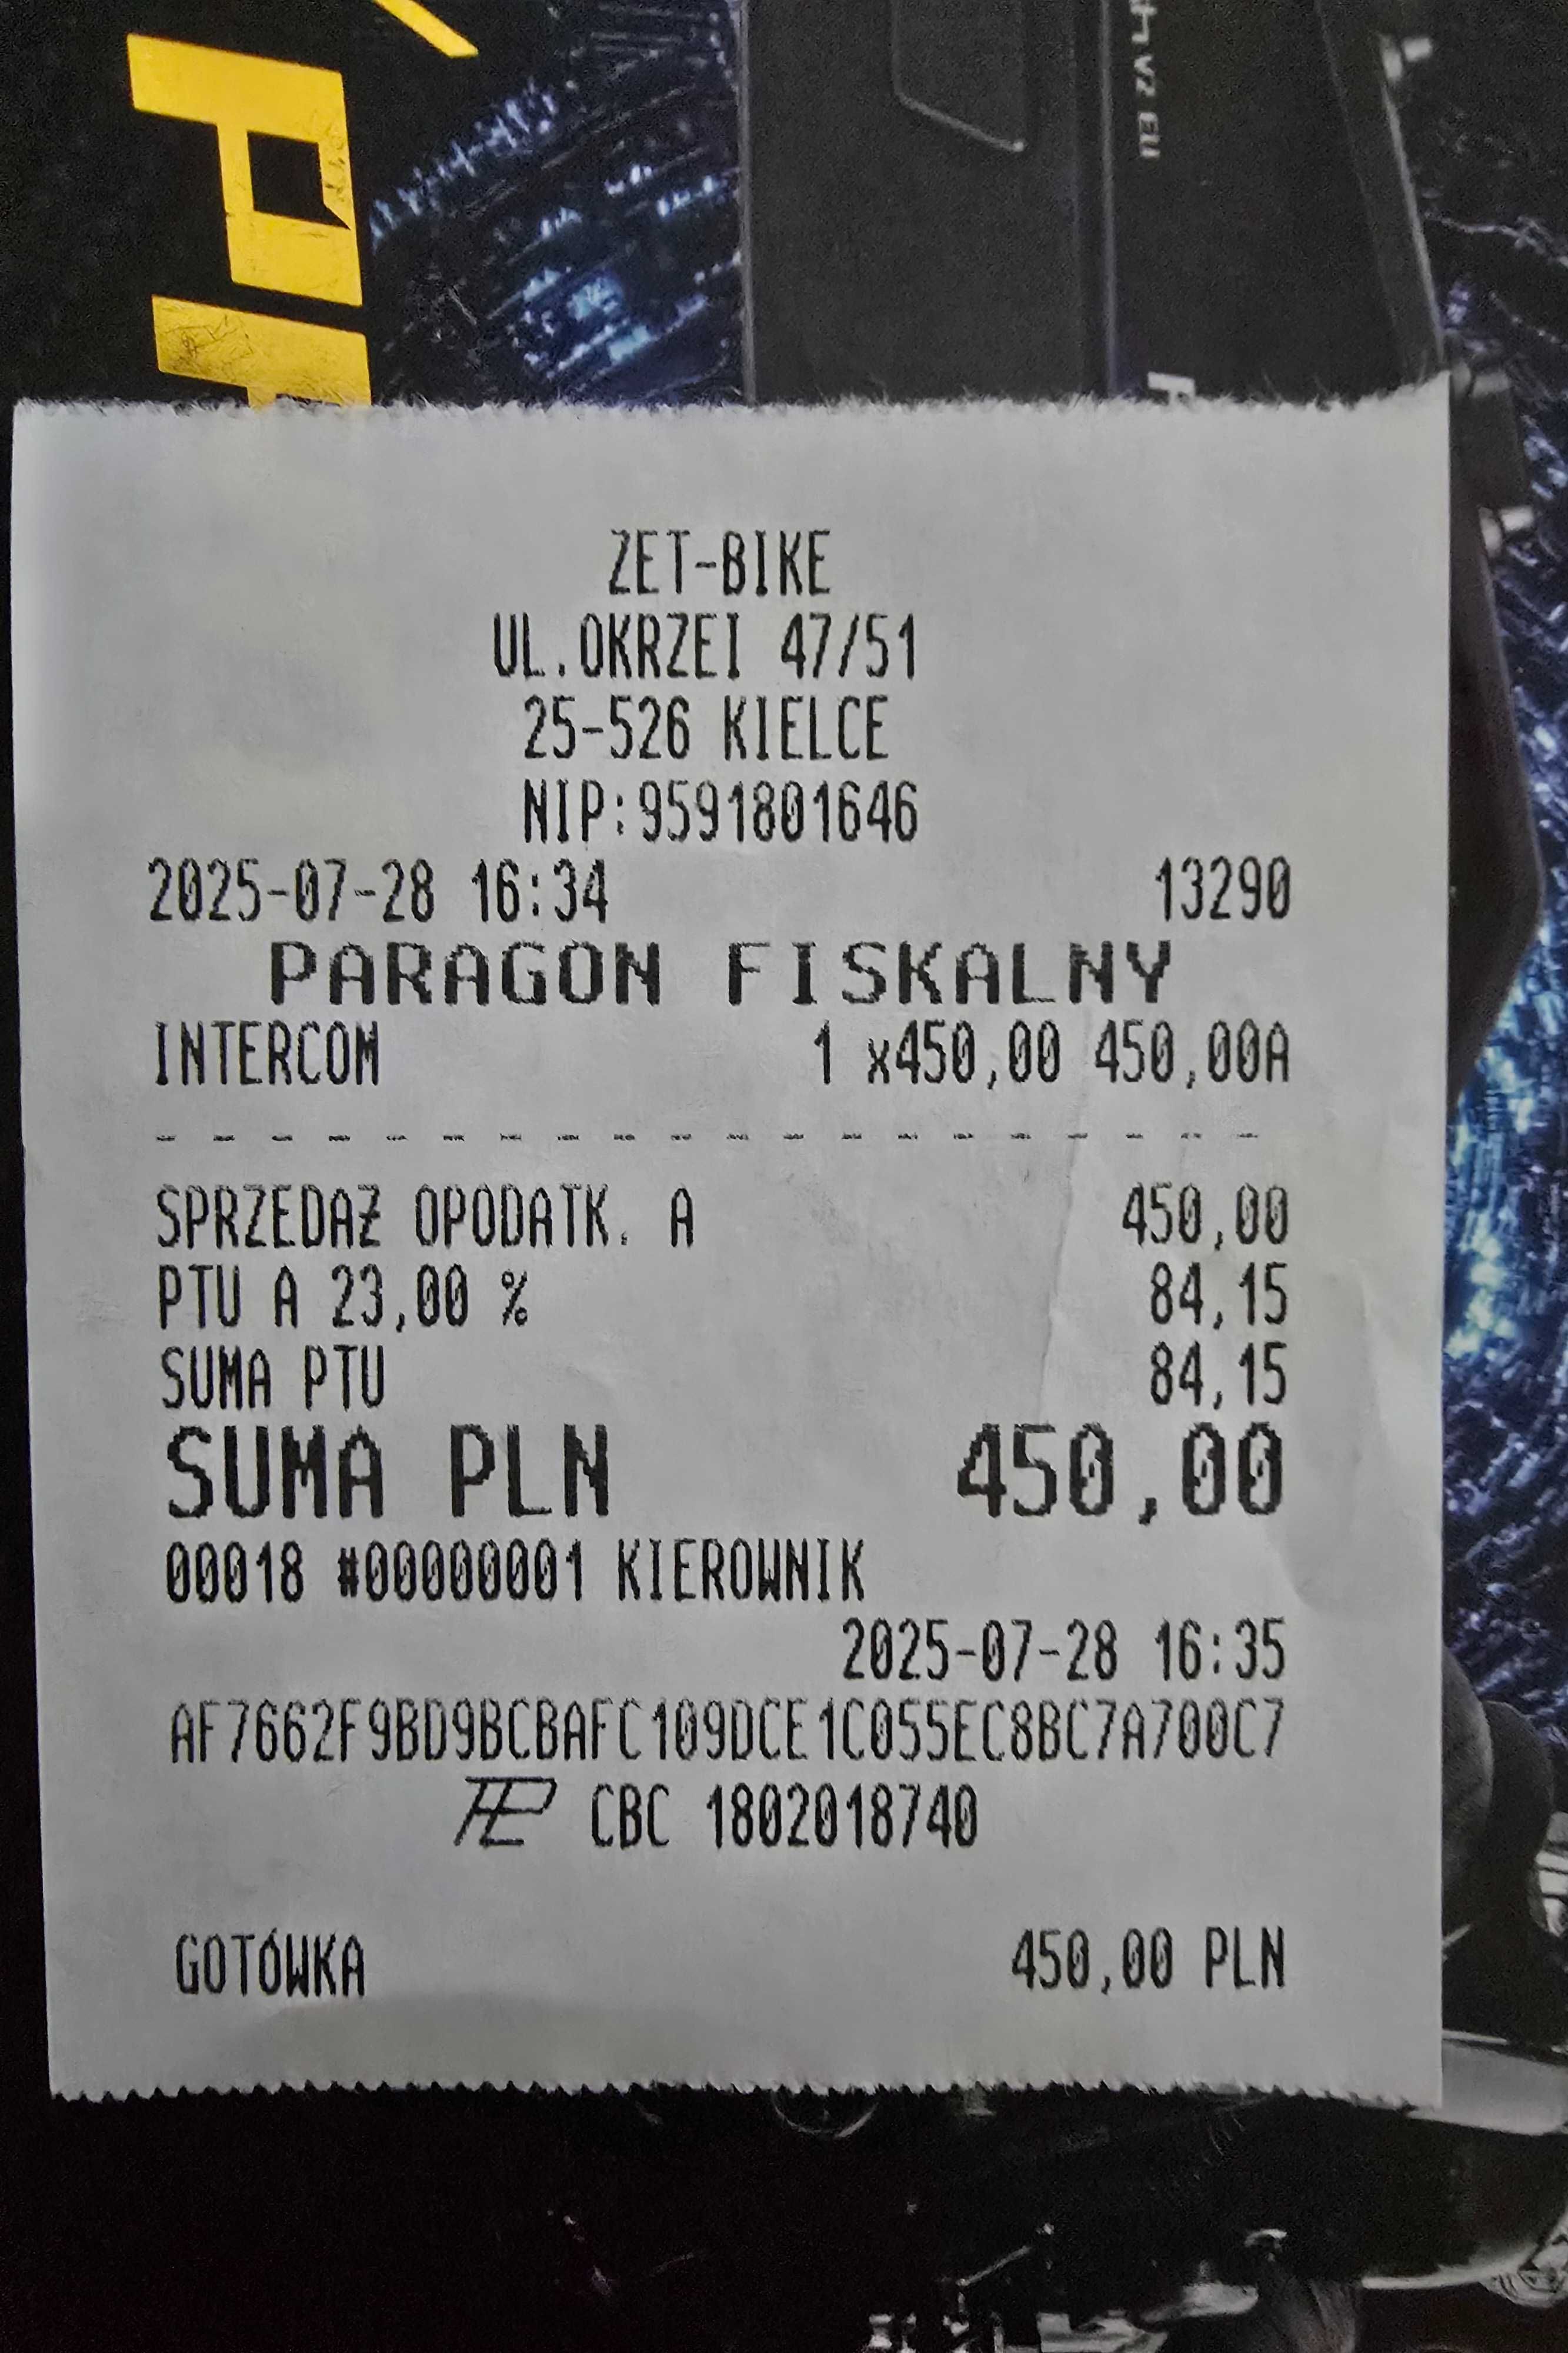 ZET-BIKE
UL.OKRZEI 47/51
25-526 KIELCE
NIP:9591801646
2025-07-28 16:34 13290
PARAGON FISKALNY
INTERCOM 1 x450,00 450,00A
SPRZEDAŻ OPODATK. A 450,00
PTU A 23,00 % 84,15
SUMA PTU 84,15
SUMA PLN 450,00
00018 #00000001 KIEROWNIK
2025-07-28 16:35
AF7662F9BD9BCBAFC109DCE1C055EC8BC7A700C7
CBC 1802018740
GOTÓWKA 450,00 PLN
V2 EU